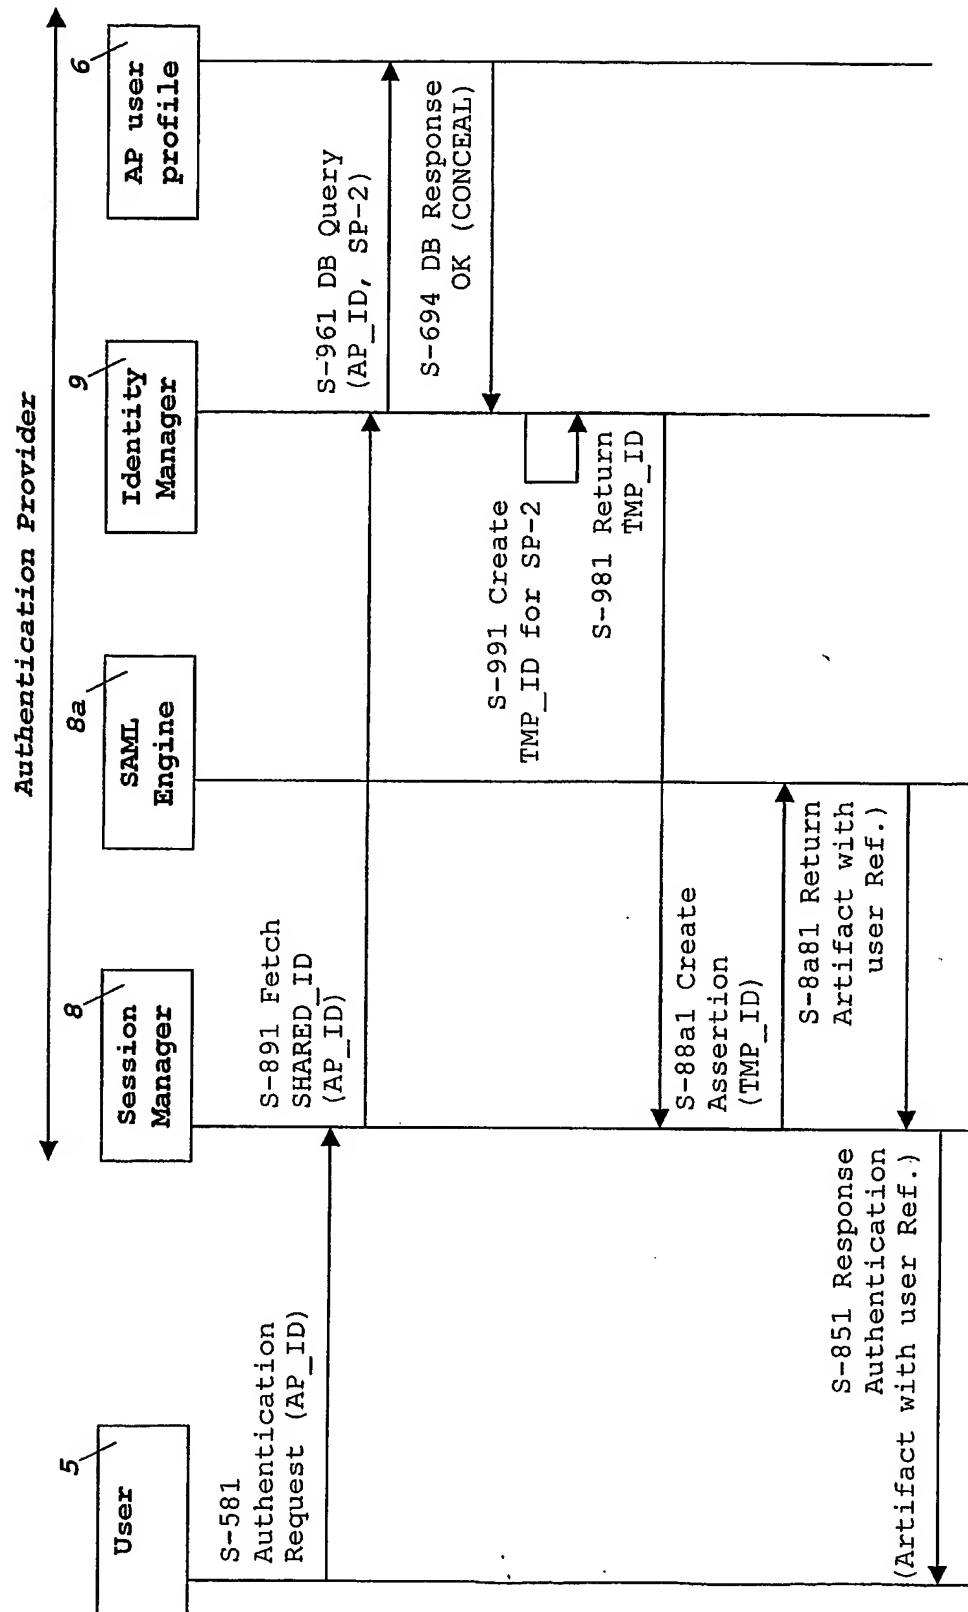 Authentication Provider
5
User
8
Session
Manager
8a
SAML
Engine
9
Identity
Manager
6
AP user
profile
S-581
Authentication
Request (AP_ID)
S-891 Fetch
SHARED_ID
(AP_ID)
S-961 DB Query
(AP_ID, SP-2)
S-694 DB Response
OK (CONCEAL)
S-991 Create
TMP_ID for SP-2
S-981 Return
TMP_ID
S-88a1 Create
Assertion
(TMP_ID)
S-8a81 Return
Artifact with
user Ref.)
S-851 Response
Authentication
(Artifact with user Ref.)